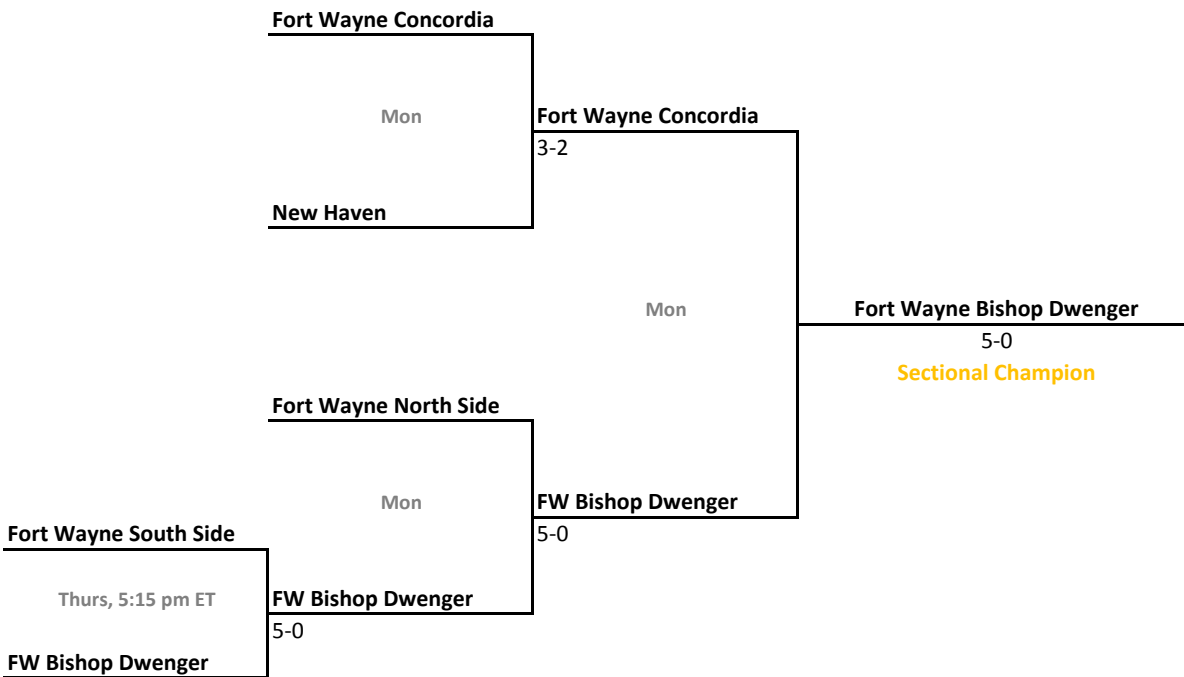 Fort Wayne Concordia
Mon
Fort Wayne Concordia
3-2
New Haven
Mon
Fort Wayne Bishop Dwenger
5-0
Sectional Champion
Fort Wayne North Side
Mon
FW Bishop Dwenger
5-0
Fort Wayne South Side
Thurs, 5:15 pm ET
FW Bishop Dwenger
5-0
FW Bishop Dwenger